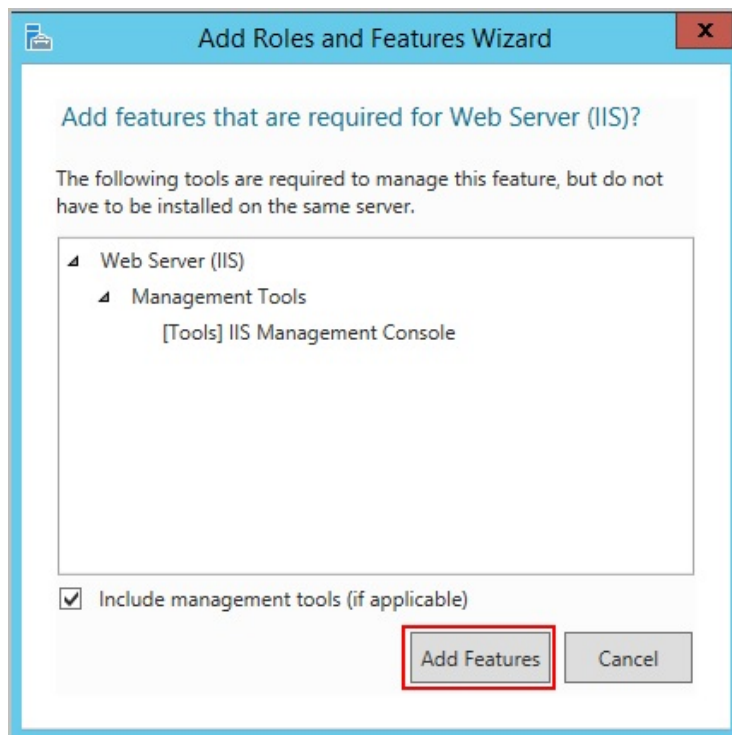 Add Roles and Features Wizard
x
Add features that are required for Web Server (IIS)?
The following tools are required to manage this feature, but do not
have to be installed on the same server.
Web Server (IIS)
Management Tools
[Tools] IIS Management Console
Include management tools (if applicable)
Add Features
Cancel